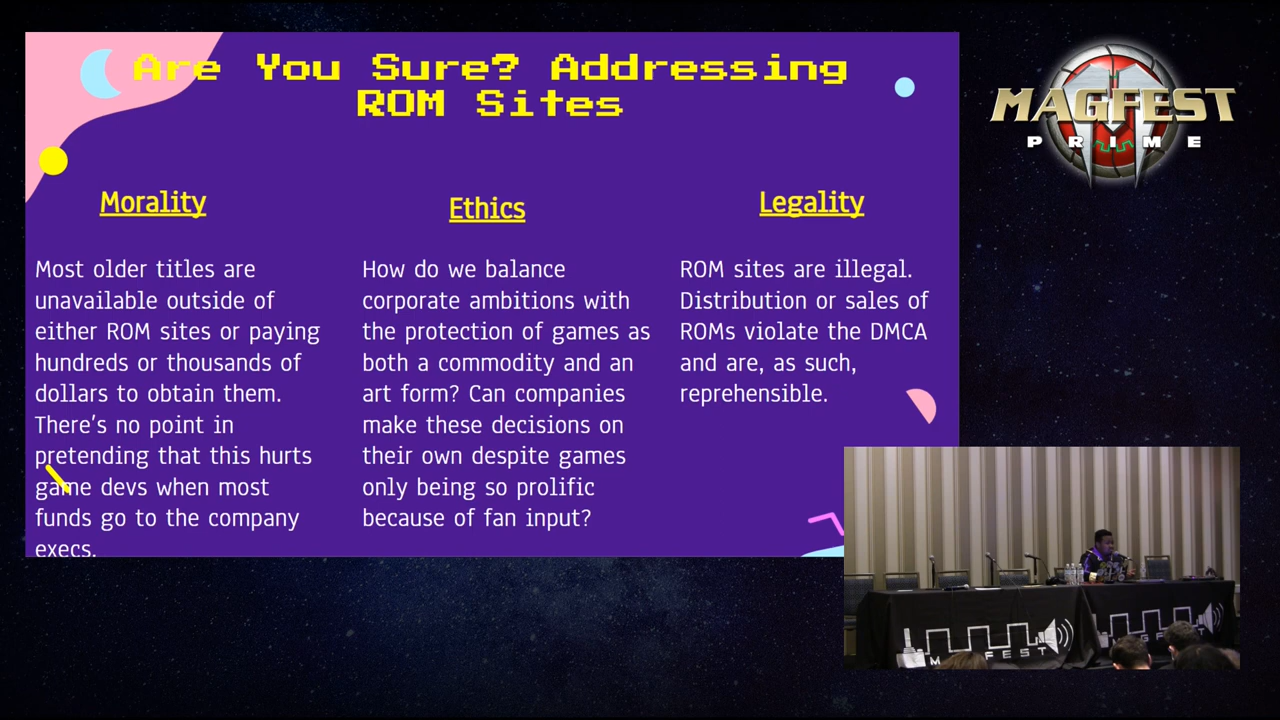 Are You Sure? Addressing
ROM Sites
Morality
Most older titles are
unavailable outside of
either ROM sites or paying
hundreds or thousands of
dollars to obtain them.
There's no point in
pretending that this hurts
game devs when most
funds go to the company
execs.
Ethics
How do we balance
corporate ambitions with
the protection of games as
both a commodity and an
art form? Can companies
make these decisions on
their own despite games
only being so prolific
because of fan input?
Legality
ROM sites are illegal.
Distribution or sales of
ROMs violate the DMCA
and are, as such,
reprehensible.
MAGFEST
PRIME
MAGFEST
MAGFEST